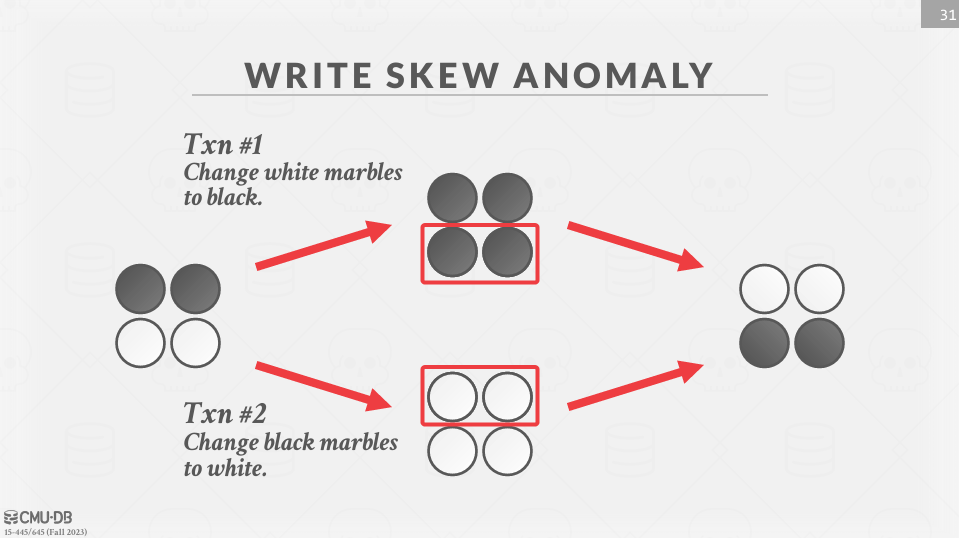 31
WRITE SKEW ANOMALY
Txn #1
Change white marbles
to black.
Txn #2
Change black marbles
to white.
CMU·DB
15-445/645 (Fall 2023)